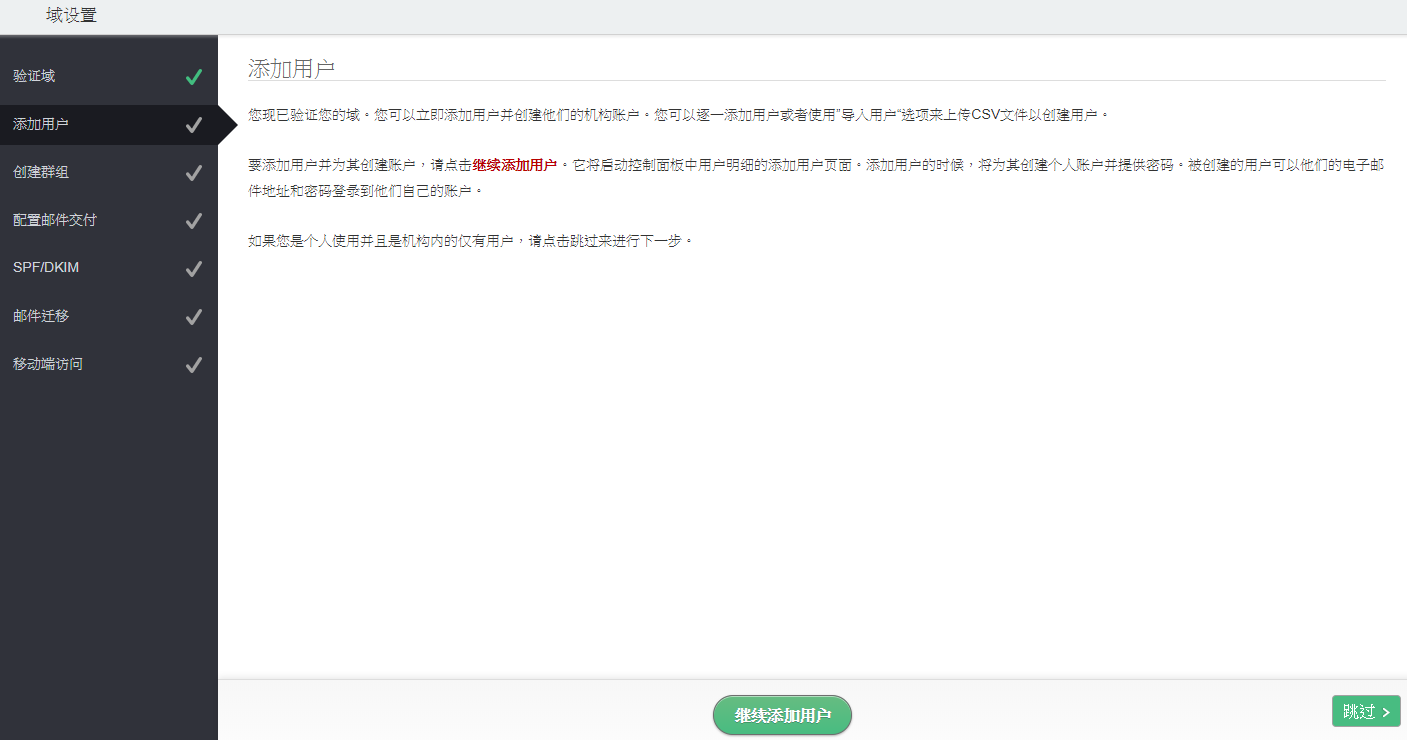 域设置
验证域
添加用户
创建群组
配置邮件交付
SPF/DKIM
邮件迁移
移动端访问
添加用户
您现已验证您的域。您可以立即添加用户并创建他们的机构账户。您可以逐一添加用户或者使用"导入用户“选项来上传CSV文件以创建用户。
要添加用户并为其创建账户，请点击继续添加用户。它将启动控制面板中用户明细的添加用户页面。添加用户的时候，将为其创建个人账户并提供密码。被创建的用户可以他们的电子邮
件地址和密码登录到他们自己的账户。
如果您是个人使用并且是机构内的仅有用户，请点击跳过来进行下一步。
继续添加用户
跳过 >